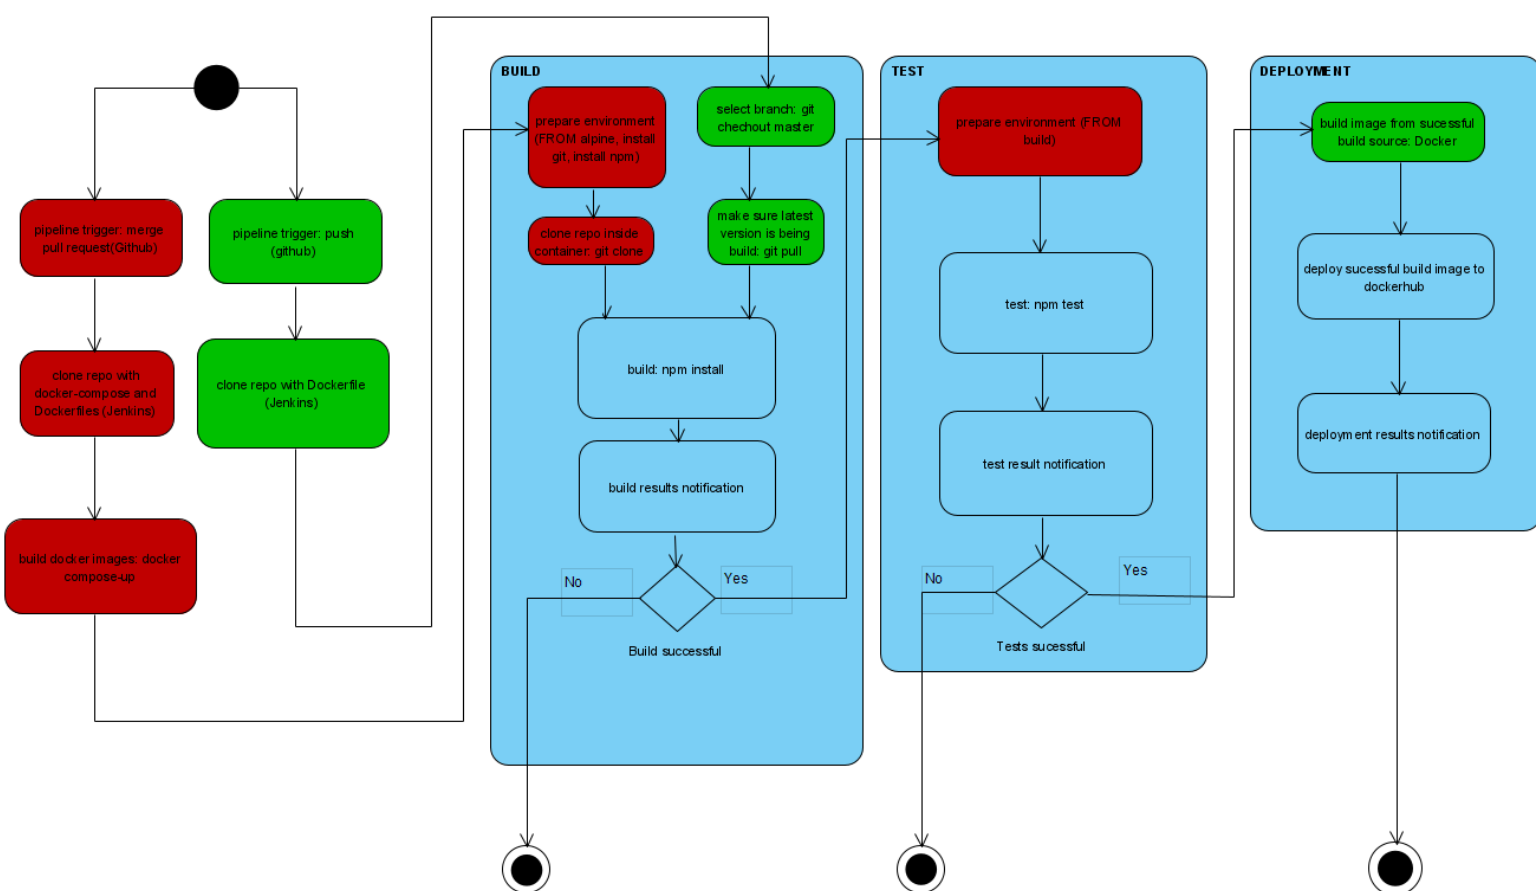 pipeline trigger: merge
pull request(Github)
clone repo with
docker-compose and
Dockerfiles (Jenkins)
build docker images: docker
compose-up
pipeline trigger: push
(github)
clone repo with Dockerfile
(Jenkins)
BUILD
prepare environment
(FROM alpine, install
git, install npm)
clone repo inside
container: git clone
select branch: git
chechout master
make sure latest
version is being
build: git pull
build: npm install
build results notification
No
Yes
Build successful
TEST
prepare environment (FROM
build)
test: npm test
test result notification
No
Yes
Tests sucessful
DEPLOYMENT
build image from sucessful
build source: Docker
deploy sucessful build image to
dockerhub
deployment results notification